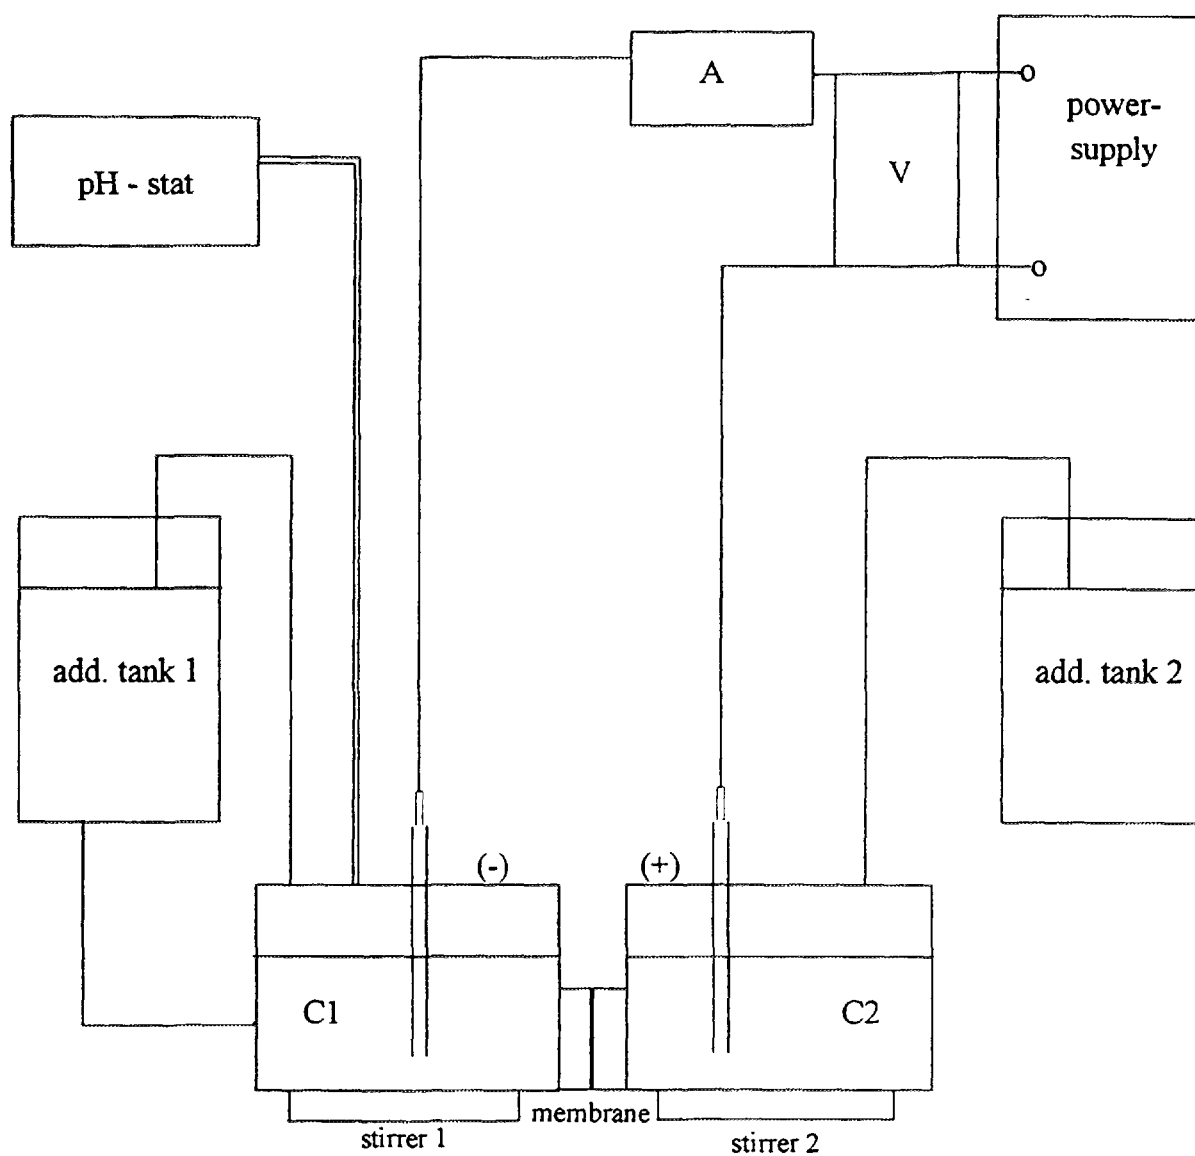 A
power-
supply
pH - stat
V
add. tank 1
add. tank 2
(-)
(+)
C1
C2
membrane
stirrer 1
stirrer 2